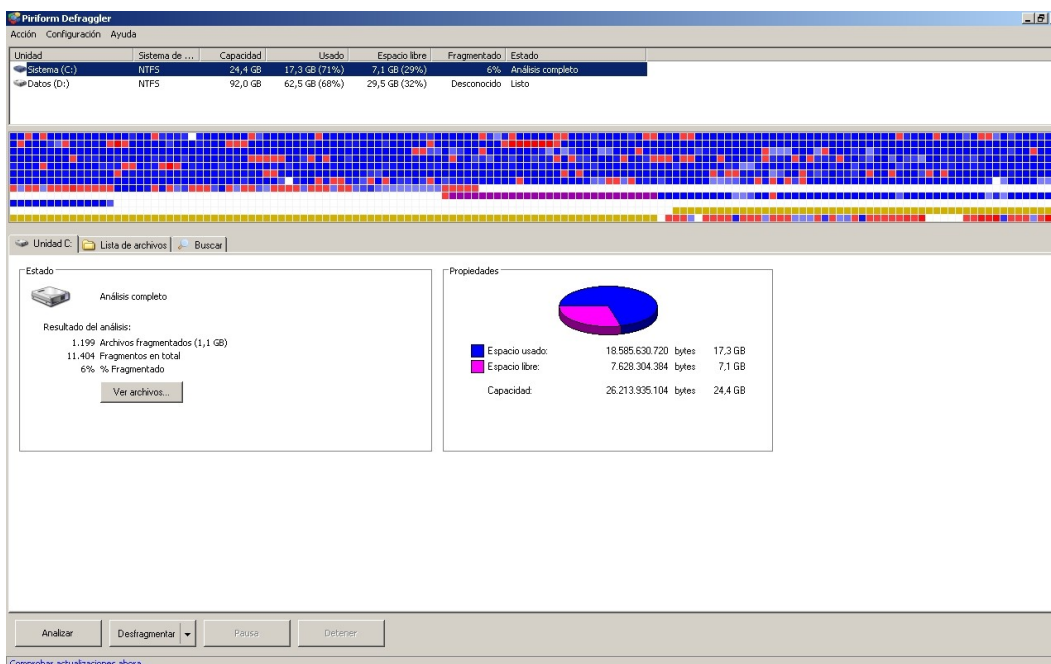 Piriform Defraggler
Acción Configuración Ayuda
Unidad Sistema de ... Capacidad Usado Espacio libre Fragmentado Estado
Sistema (C:) NTFS 24,4 GB 17,3 GB (71%) 7,1 GB (29%) 6% Análisis completo
Datos (D:) NTFS 92,0 GB 62,5 GB (68%) 29,5 GB (32%) Desconocido Listo
Unidad C: Lista de archivos Buscar
Estado
Análisis completo
Resultado del análisis:
1.199 Archivos fragmentados (1,1 GB)
11.404 Fragmentos en total
6% % Fragmentado
Ver archivos...
Propiedades
Espacio usado: 18.585.630.720 bytes 17,3 GB
Espacio libre: 7.628.304.384 bytes 7,1 GB
Capacidad: 26.213.935.104 bytes 24,4 GB
Analizar Desfragmentar Pausa Detener
Comprobar actualizaciones ahora